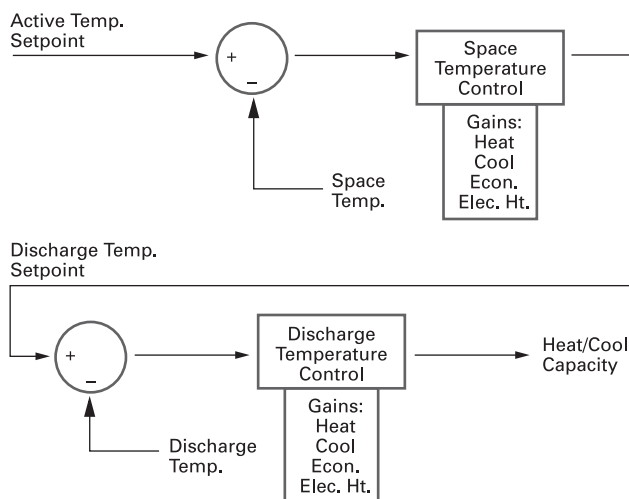 Active Temp.
Setpoint
+
−
Space
Temperature
Control
Gains:
Heat
Cool
Econ.
Elec. Ht.
Space
Temp.
Discharge Temp.
Setpoint
+
−
Discharge
Temperature
Control
Heat/Cool
Capacity
Gains:
Heat
Cool
Econ.
Elec. Ht.
Discharge
Temp.